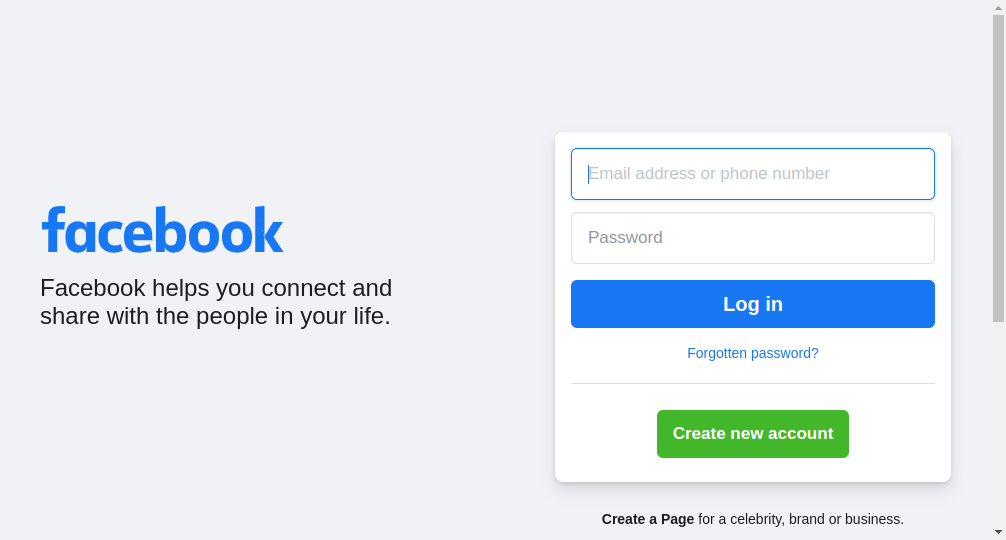 facebook
Facebook helps you connect and
share with the people in your life.
Email address or phone number
Password
Log in
Forgotten password?
Create new account
Create a Page for a celebrity, brand or business.